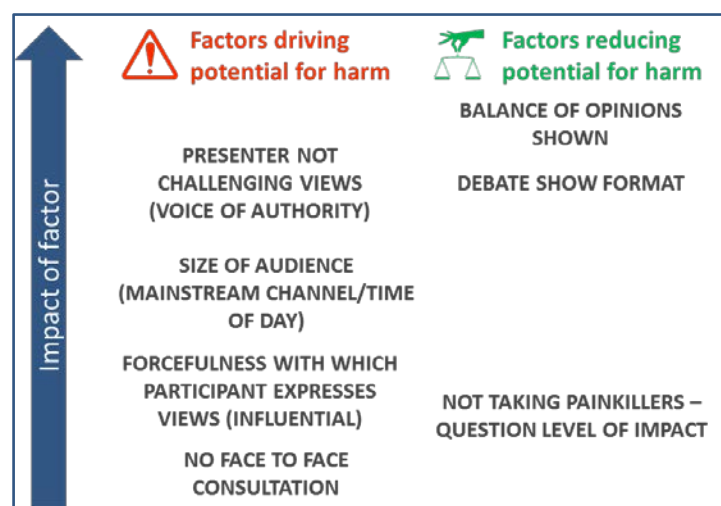 Impact of factor
Factors driving
potential for harm
PRESENTER NOT
CHALLENGING VIEWS
(VOICE OF AUTHORITY)
SIZE OF AUDIENCE
(MAINSTREAM CHANNEL/TIME
OF DAY)
FORCEFULNESS WITH WHICH
PARTICIPANT EXPRESSES
VIEWS (INFLUENTIAL)
NO FACE TO FACE
CONSULTATION
Factors reducing
potential for harm
BALANCE OF OPINIONS
SHOWN
DEBATE SHOW FORMAT
NOT TAKING PAINKILLERS –
QUESTION LEVEL OF IMPACT